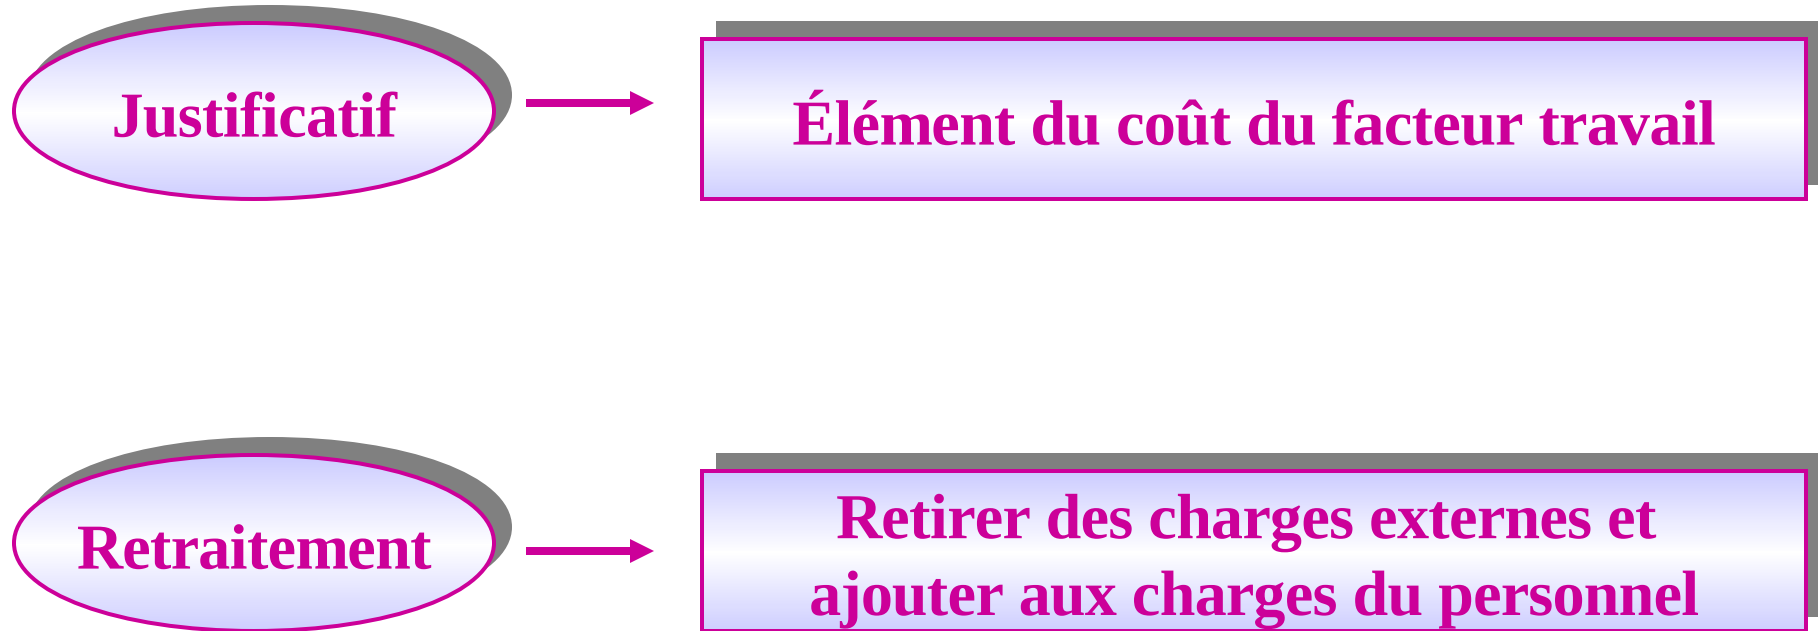 Justificatif
Élément du coût du facteur travail
Retraitement
Retirer des charges externes et
ajouter aux charges du personnel